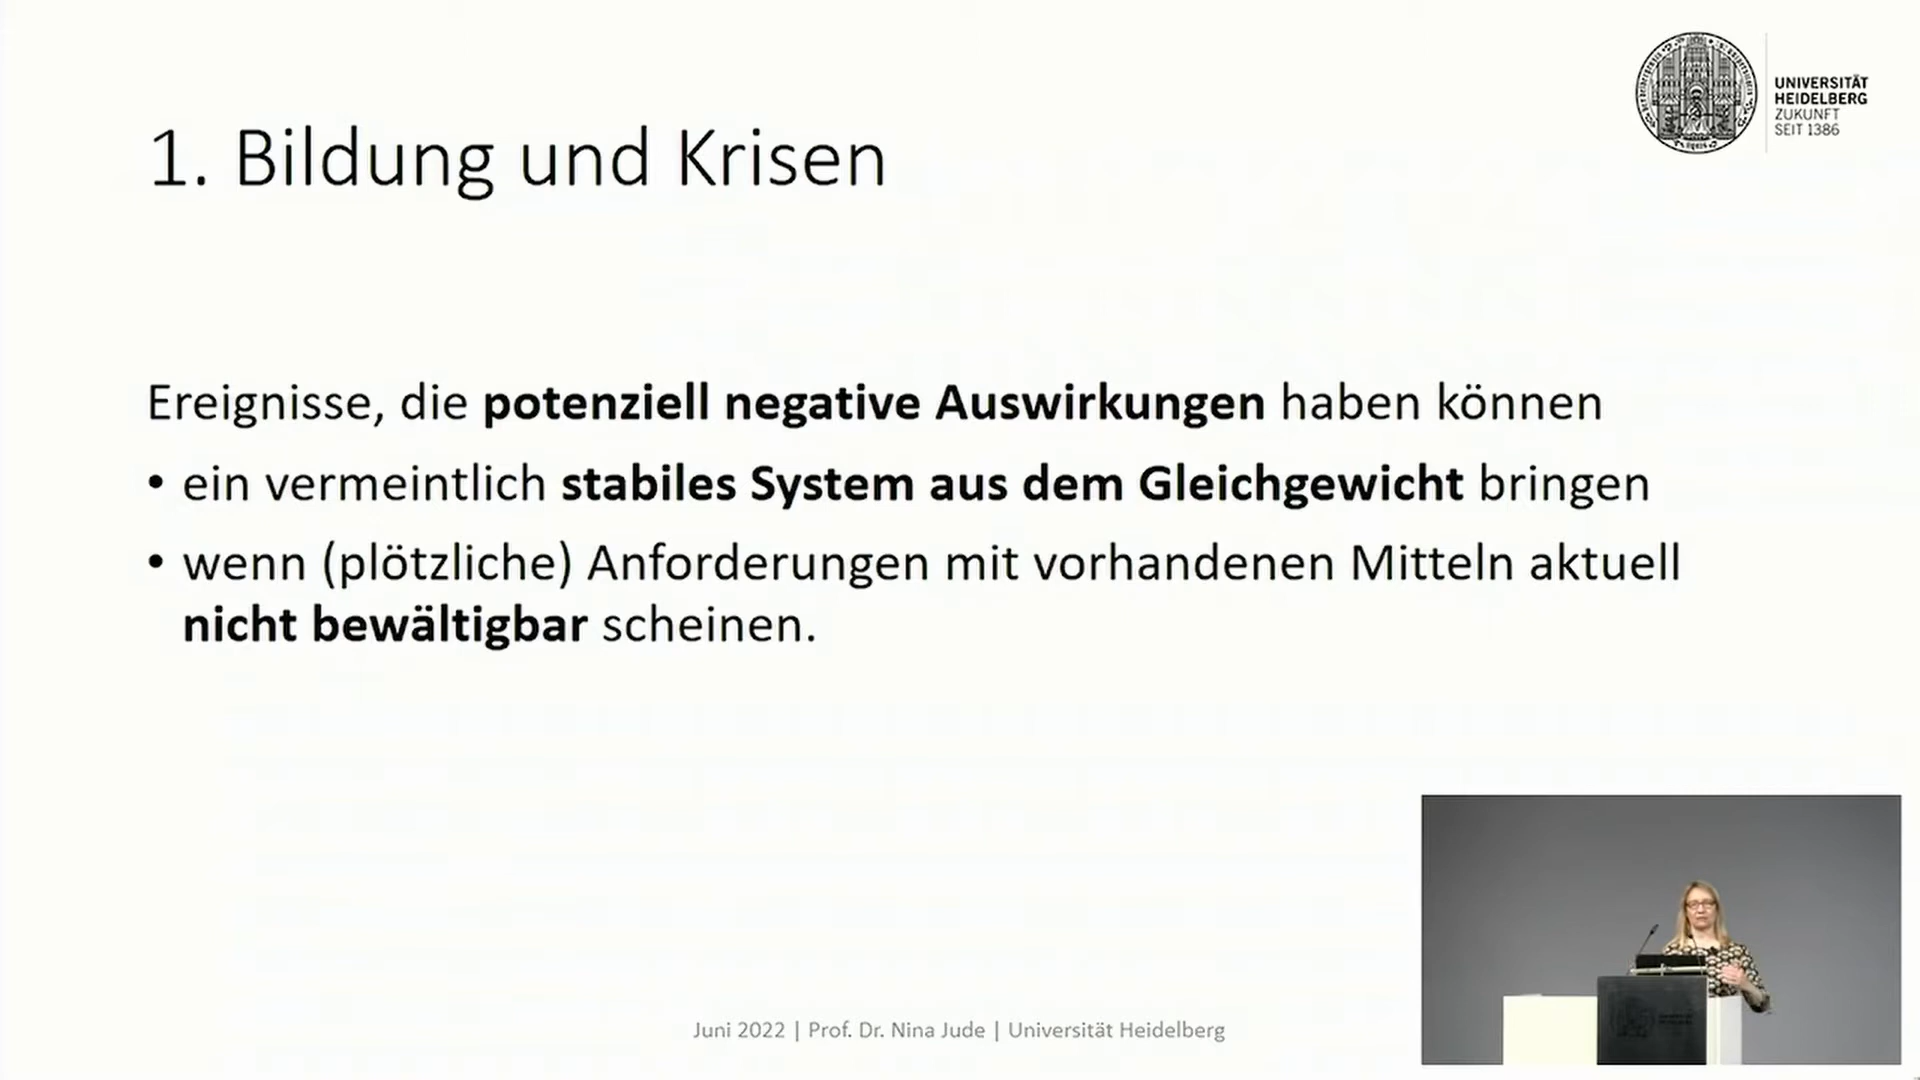 UNIVERSITÄT
HEIDELBERG
ZUKUNFT
SEIT 1386
1. Bildung und Krisen
Ereignisse, die potenziell negative Auswirkungen haben können
• ein vermeintlich stabiles System aus dem Gleichgewicht bringen
• wenn (plötzliche) Anforderungen mit vorhandenen Mitteln aktuell
nicht bewältigbar scheinen.
Juni 2022 | Prof. Dr. Nina Jude | Universität Heidelberg